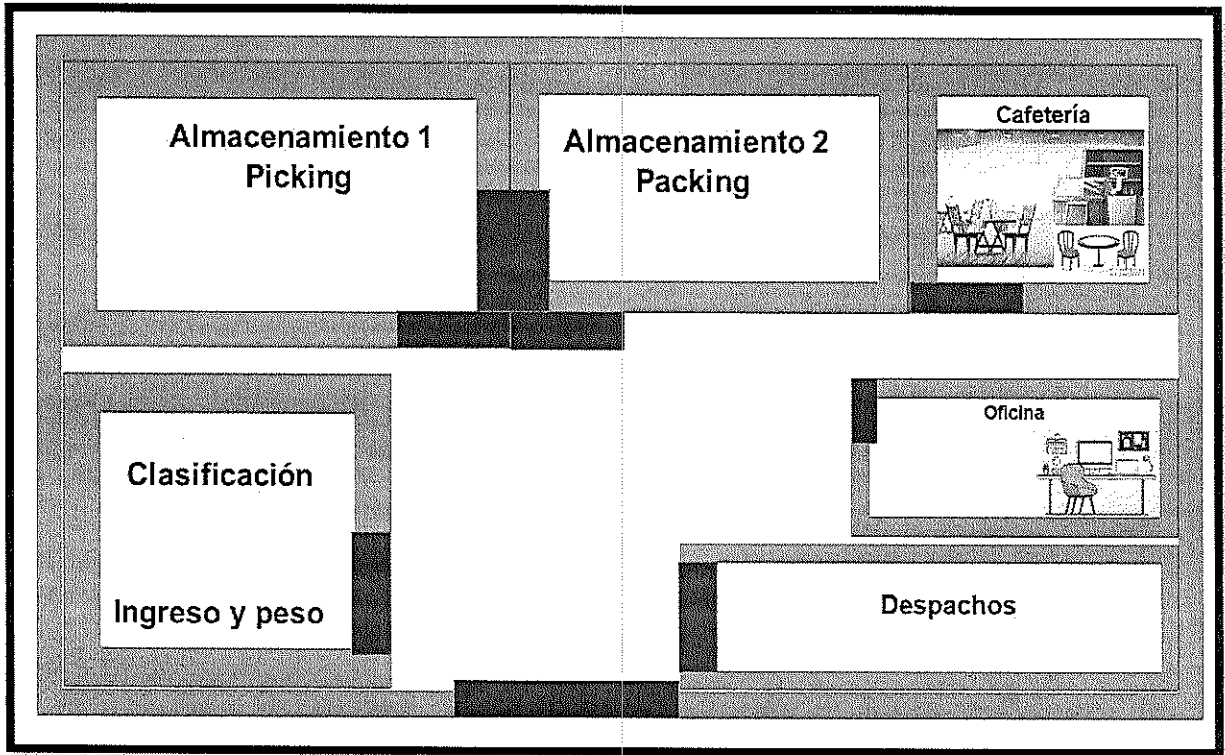 Almacenamiento 1
Picking
Almacenamiento 2
Packing
Cafetería
Clasificación
Ingreso y peso
Oficina
Despachos